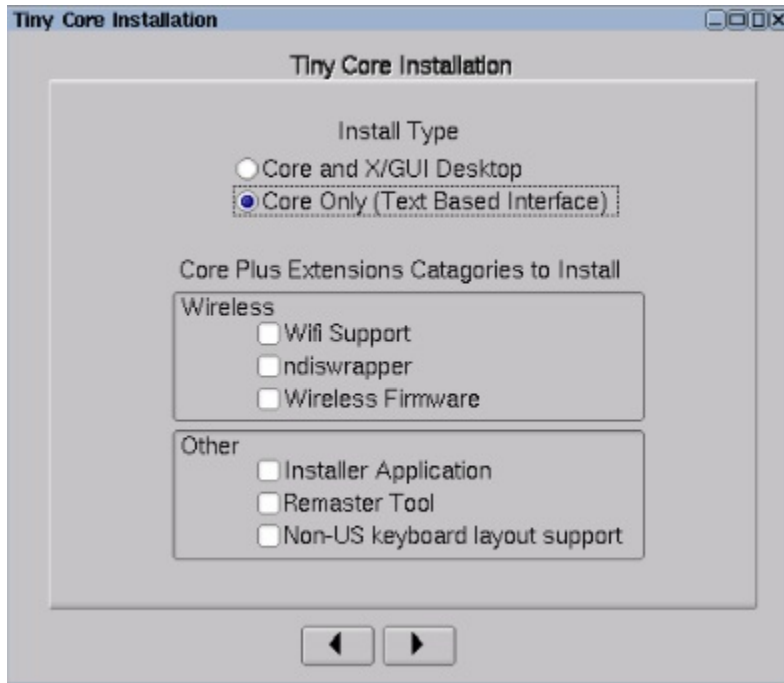 Tiny Core Installation
Tiny Core Installation
Install Type
Core and X/GUI Desktop
Core Only (Text Based Interface)
Core Plus Extensions Catagories to Install
Wireless
Wifi Support
ndiswrapper
Wireless Firmware
Other
Installer Application
Remaster Tool
Non-US keyboard layout support